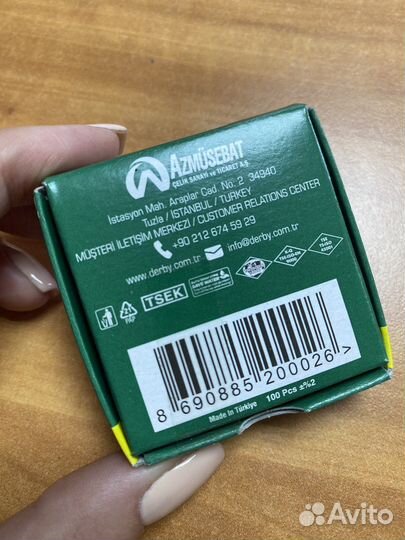 AZMÜSEBAT
ÇELİK SANAYİ ve TİCARET A.Ş.
İstasyon Mah. Araplar Cad. No: 2 34940
Tuzla / İSTANBUL / TURKEY
MÜŞTERİ İLETİŞİM MERKEZİ / CUSTOMER RELATIONS CENTER
+90 212 674 59 29
www.derby.com.tr info@derby.com.tr
PAP
TSEK
8 690885 200026 >
Made in Türkiye 100 Pcs ±%2
Avito